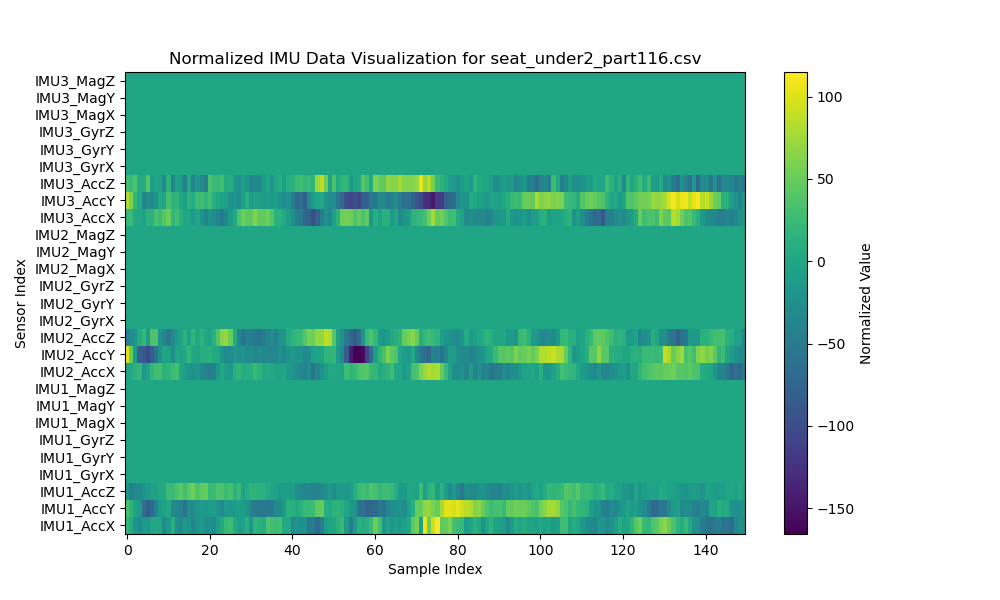 Normalized IMU Data Visualization for seat_under2_part116.csv
IMU3_MagZ
IMU3_MagY
IMU3_MagX
IMU3_GyrZ
IMU3_GyrY
IMU3_GyrX
IMU3_AccZ
IMU3_AccY
IMU3_AccX
IMU2_MagZ
IMU2_MagY
IMU2_MagX
IMU2_GyrZ
IMU2_GyrY
IMU2_GyrX
IMU2_AccZ
IMU2_AccY
IMU2_AccX
IMU1_MagZ
IMU1_MagY
IMU1_MagX
IMU1_GyrZ
IMU1_GyrY
IMU1_GyrX
IMU1_AccZ
IMU1_AccY
IMU1_AccX
Sensor Index
0 20 40 60 80 100 120 140
Sample Index
100
50
0
−50
−100
−150
Normalized Value